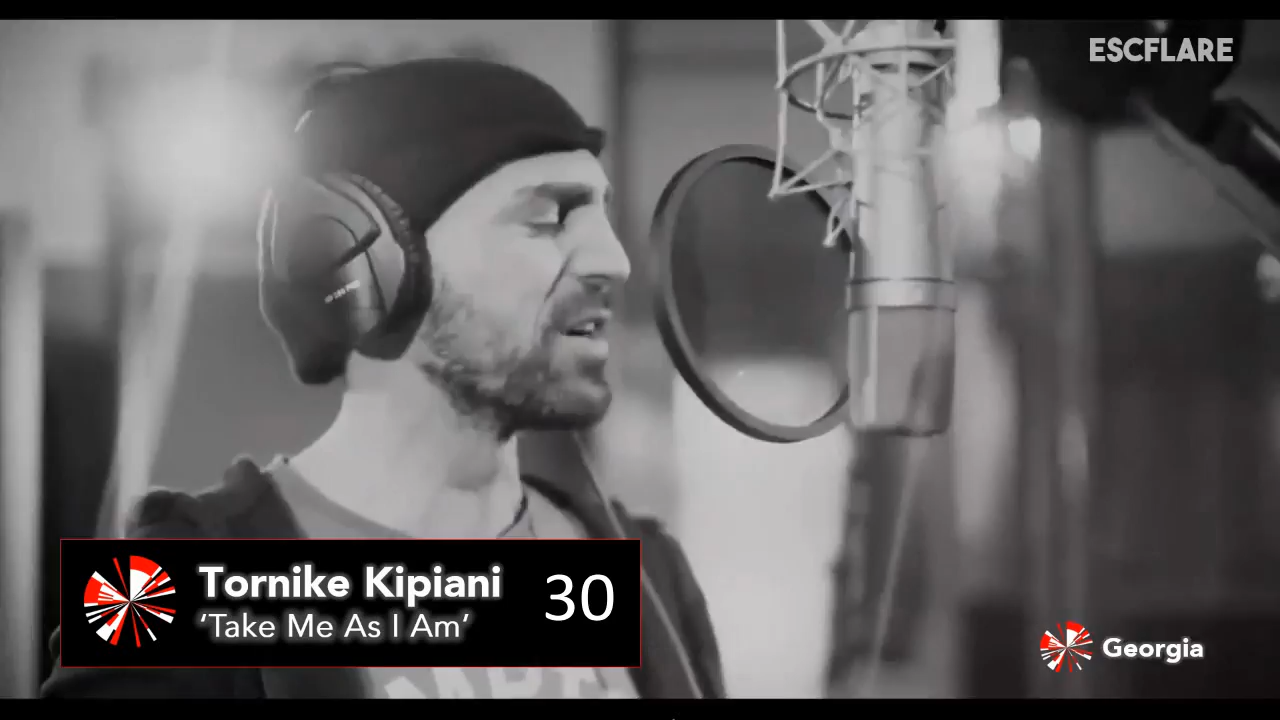 ESCFLARE
Tornike Kipiani
‘Take Me As I Am’
30
Georgia